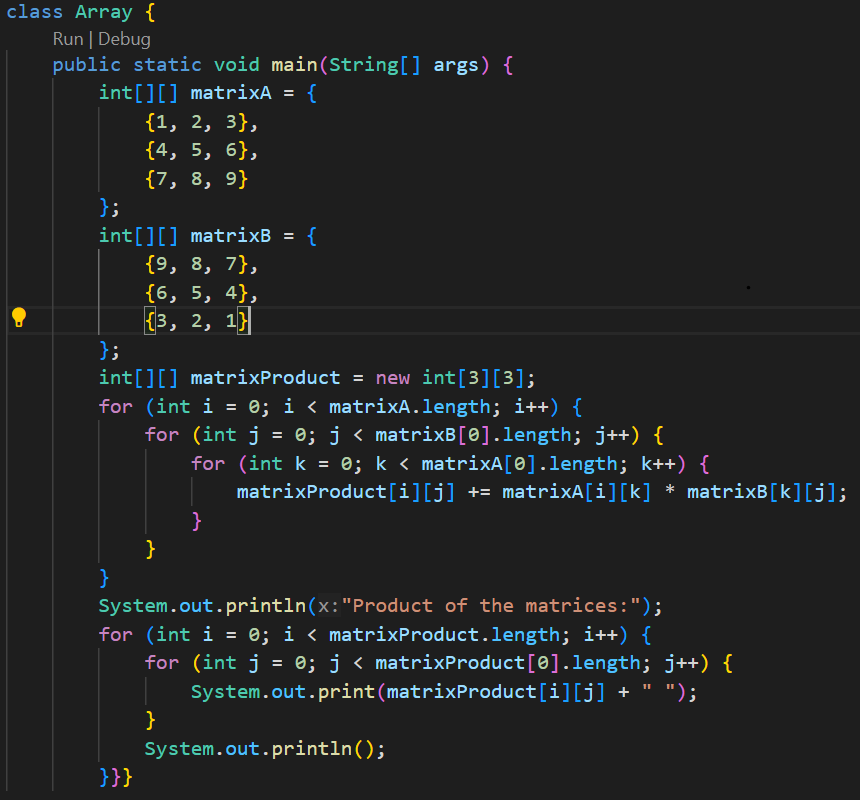 class Array {
Run | Debug
public static void main(String[] args) {
int[][] matrixA = {
{1, 2, 3},
{4, 5, 6},
{7, 8, 9}
};
int[][] matrixB = {
{9, 8, 7},
{6, 5, 4},
{3, 2, 1}
};
int[][] matrixProduct = new int[3][3];
for (int i = 0; i < matrixA.length; i++) {
for (int j = 0; j < matrixB[0].length; j++) {
for (int k = 0; k < matrixA[0].length; k++) {
matrixProduct[i][j] += matrixA[i][k] * matrixB[k][j];
}
}
}
System.out.println(x:"Product of the matrices:");
for (int i = 0; i < matrixProduct.length; i++) {
for (int j = 0; j < matrixProduct[0].length; j++) {
System.out.print(matrixProduct[i][j] + " ");
}
System.out.println();
}}}